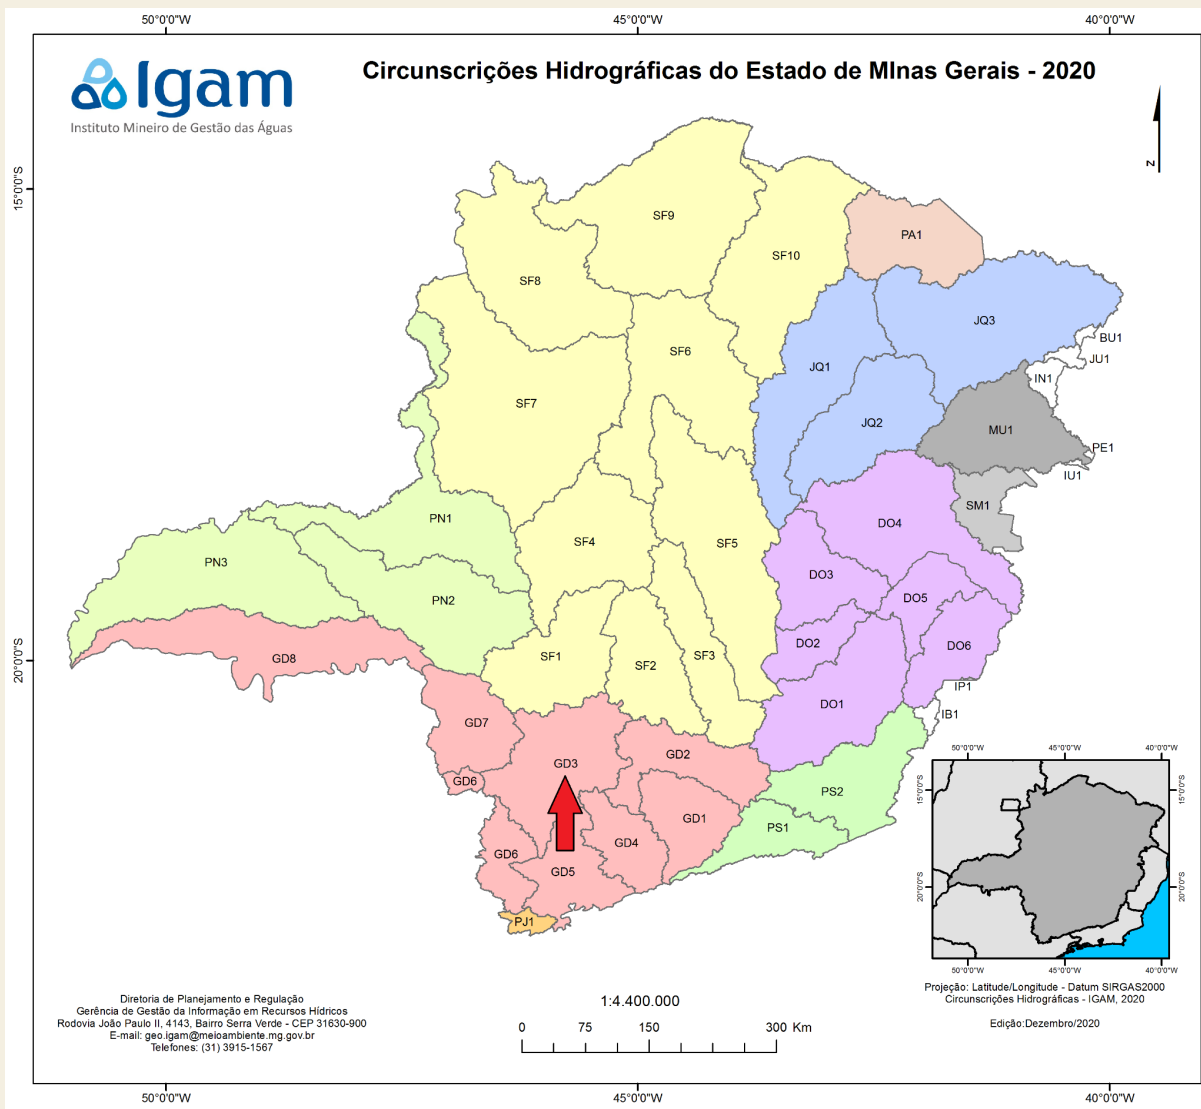 50°0'0"W
45°0'0"W
40°0'0"W
Igam
Instituto Mineiro de Gestão das Águas
Circunscrições Hidrográficas do Estado de MInas Gerais - 2020
N
15°0'0"S
SF9
PA1
SF10
SF8
JQ3
BU1
SF6
JU1
JQ1
IN1
SF7
JQ2
MU1
PE1
IU1
SM1
PN1
DO4
SF4
SF5
PN3
DO3
PN2
DO5
DO2
DO6
20°0'0"S
GD8
SF1
SF2
SF3
IP1
DO1
IB1
GD7
GD2
GD3
GD6
PS2
GD1
PS1
GD4
GD6
GD5
PJ1
50°0'0"W
45°0'0"W
40°0'0"W
15°0'0"S
15°0'0"S
20°0'0"S
20°0'0"S
50°0'0"W
45°0'0"W
40°0'0"W
Projeção: Latitude/Longitude - Datum SIRGAS2000
Circunscrições Hidrográficas - IGAM, 2020
Edição:Dezembro/2020
Diretoria de Planejamento e Regulação
Gerência de Gestão da Informação em Recursos Hídricos
Rodovia João Paulo II, 4143, Bairro Serra Verde - CEP 31630-900
E-mail: geo.igam@meioambiente.mg.gov.br
Telefones: (31) 3915-1567
1:4.400.000
0 75 150 300 Km
50°0'0"W
45°0'0"W
40°0'0"W